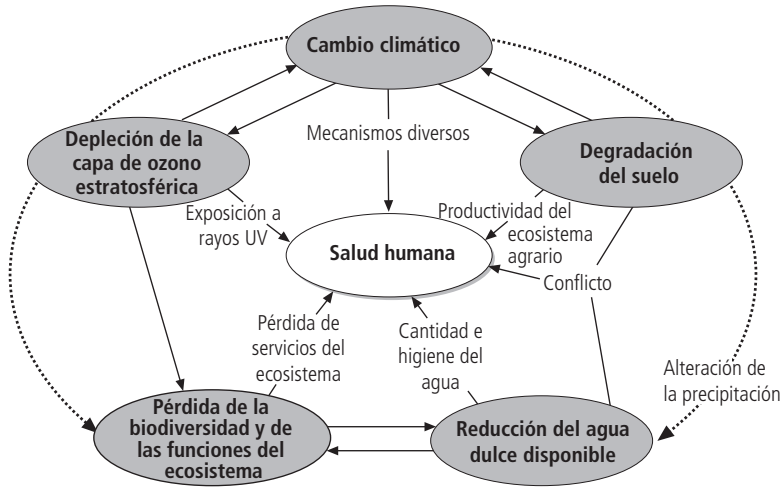 Cambio climático
Mecanismos diversos
Depleción de la
capa de ozono
estratosférica
Degradación
del suelo
Exposición a
rayos UV
Productividad del
ecosistema
agrario
Salud humana
Conflicto
Pérdida de
servicios del
ecosistema
Cantidad e
higiene del
agua
Alteración de
la precipitación
Pérdida de la
biodiversidad y de
las funciones del
ecosistema
Reducción del agua
dulce disponible